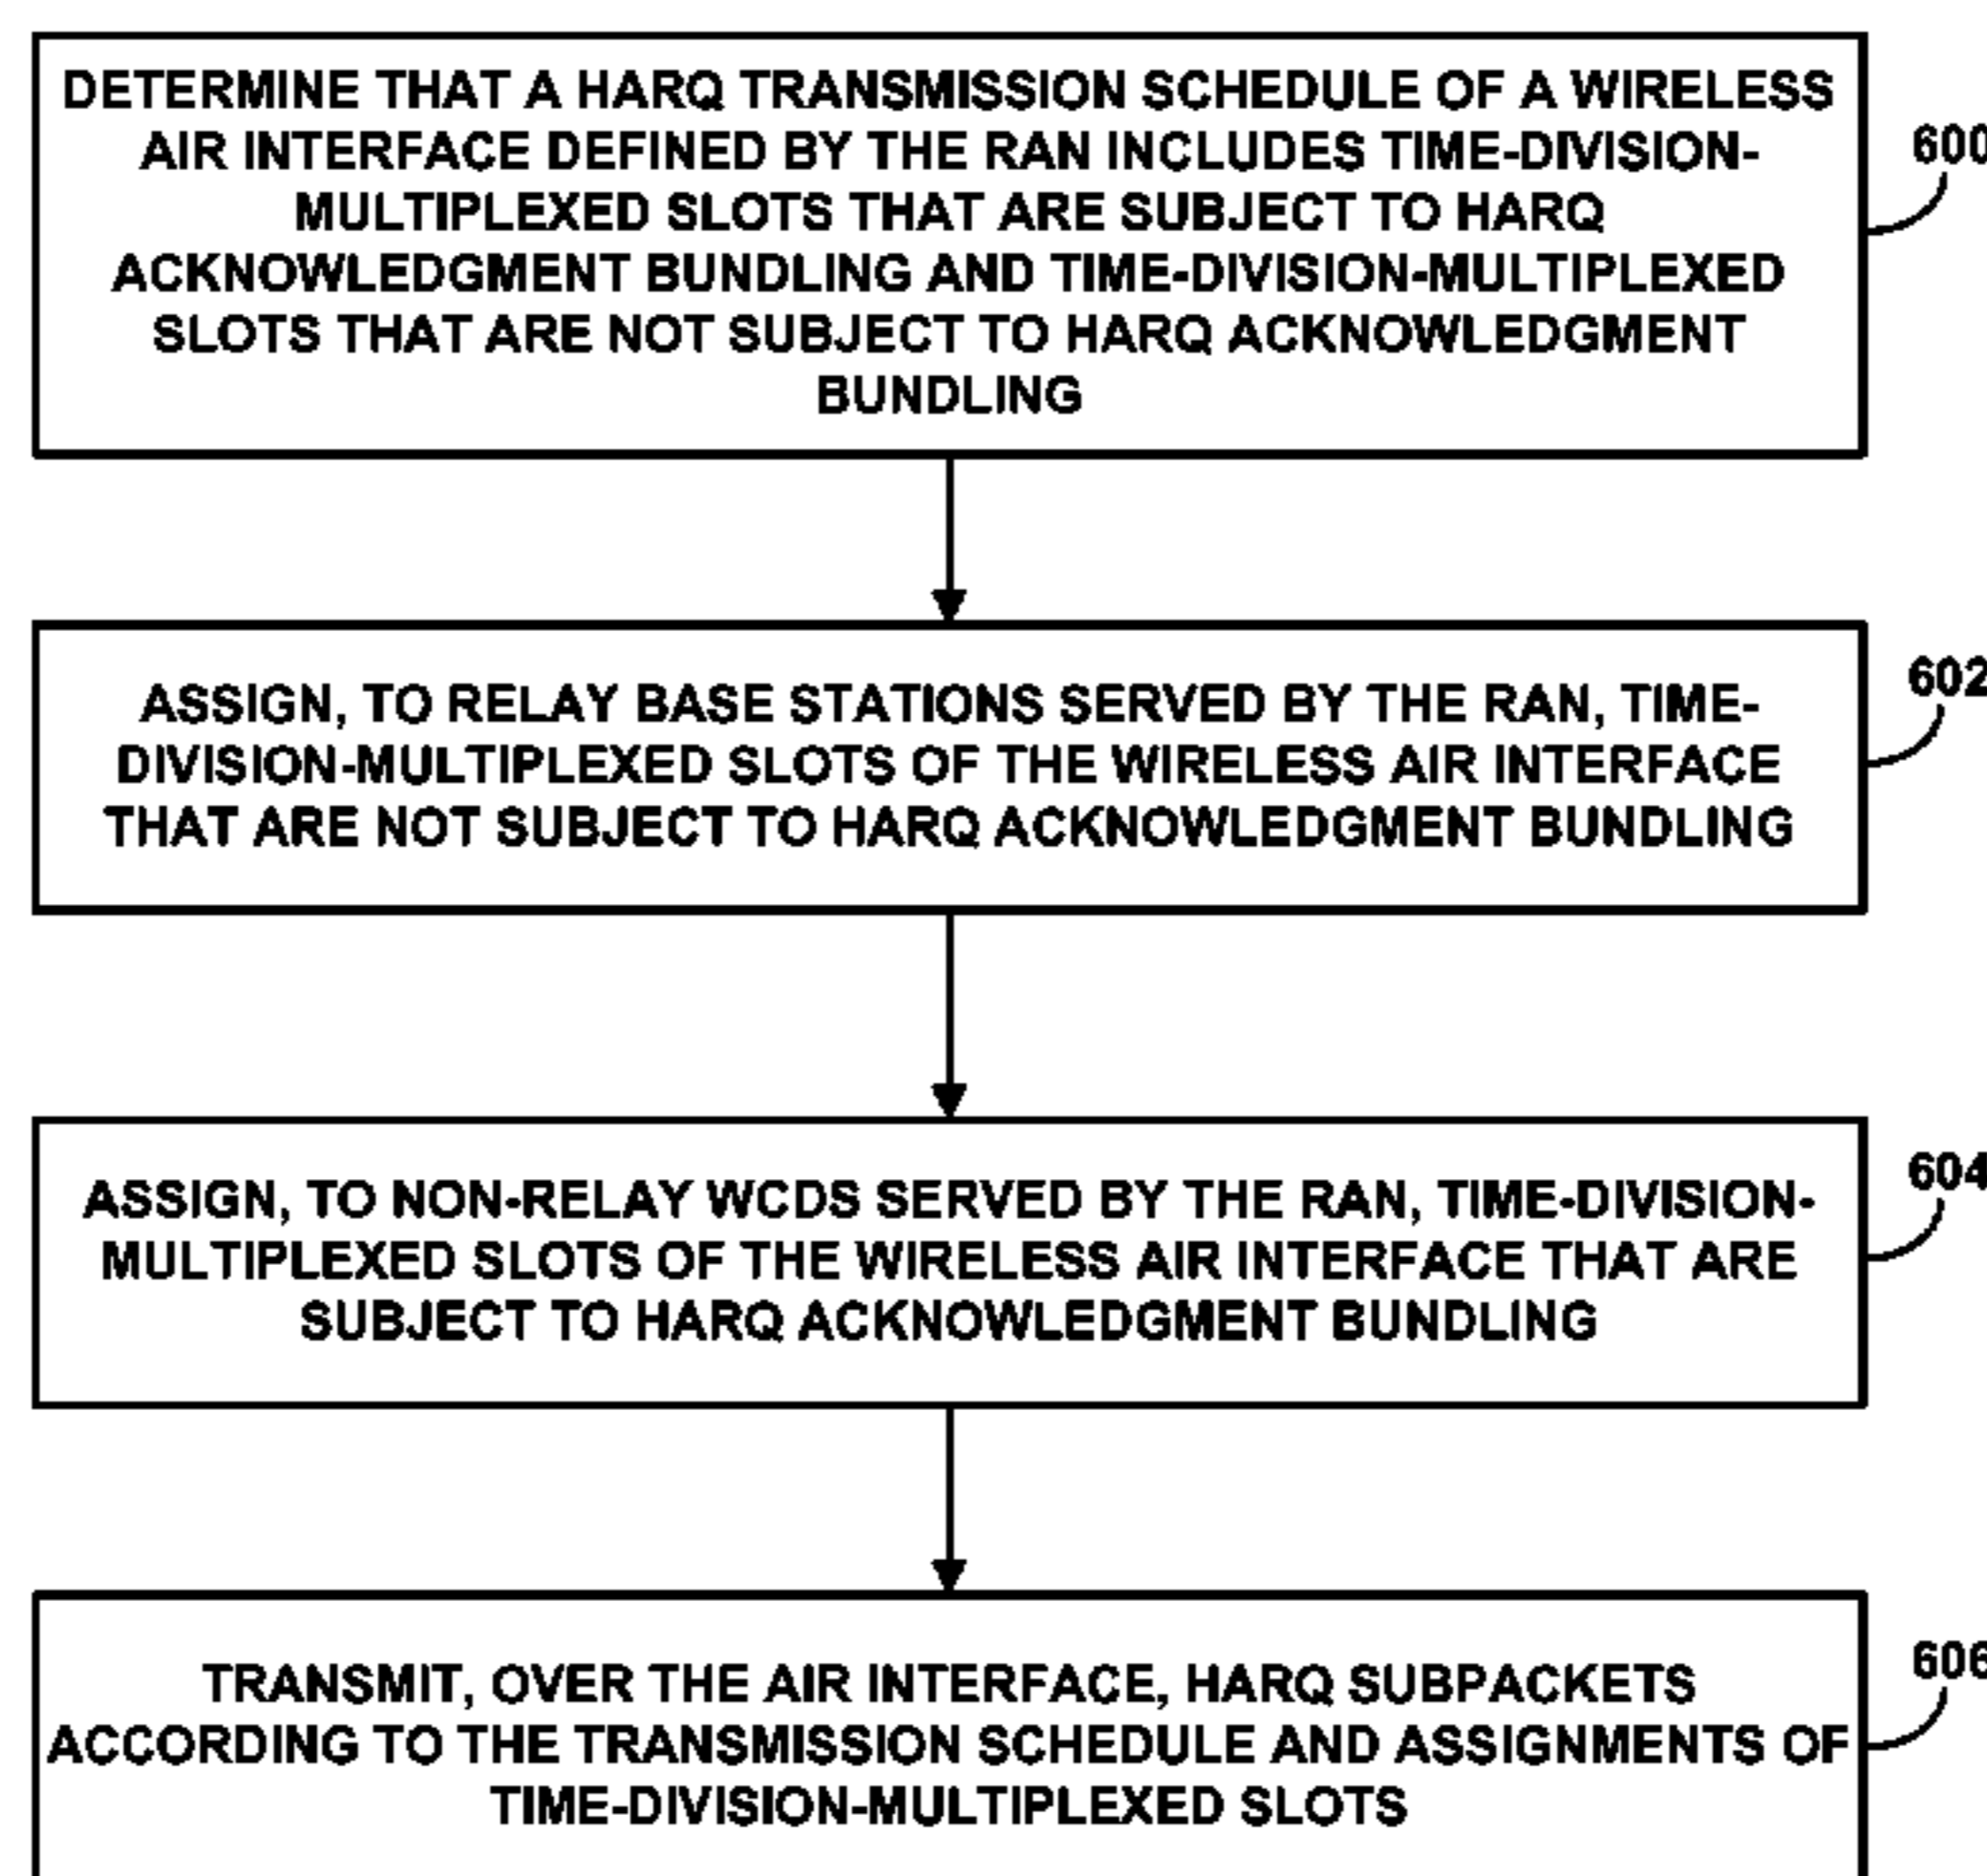 DETERMINE THAT A HARQ TRANSMISSION SCHEDULE OF A WIRELESS
AIR INTERFACE DEFINED BY THE RAN INCLUDES TIME-DIVISION-
MULTIPLEXED SLOTS THAT ARE SUBJECT TO HARQ
ACKNOWLEDGMENT BUNDLING AND TIME-DIVISION-MULTIPLEXED
SLOTS THAT ARE NOT SUBJECT TO HARQ ACKNOWLEDGMENT
BUNDLING
600
ASSIGN, TO RELAY BASE STATIONS SERVED BY THE RAN, TIME-
DIVISION-MULTIPLEXED SLOTS OF THE WIRELESS AIR INTERFACE
THAT ARE NOT SUBJECT TO HARQ ACKNOWLEDGMENT BUNDLING
602
ASSIGN, TO NON-RELAY WCDS SERVED BY THE RAN, TIME-DIVISION-
MULTIPLEXED SLOTS OF THE WIRELESS AIR INTERFACE THAT ARE
SUBJECT TO HARQ ACKNOWLEDGMENT BUNDLING
604
TRANSMIT, OVER THE AIR INTERFACE, HARQ SUBPACKETS
ACCORDING TO THE TRANSMISSION SCHEDULE AND ASSIGNMENTS OF
TIME-DIVISION-MULTIPLEXED SLOTS
606